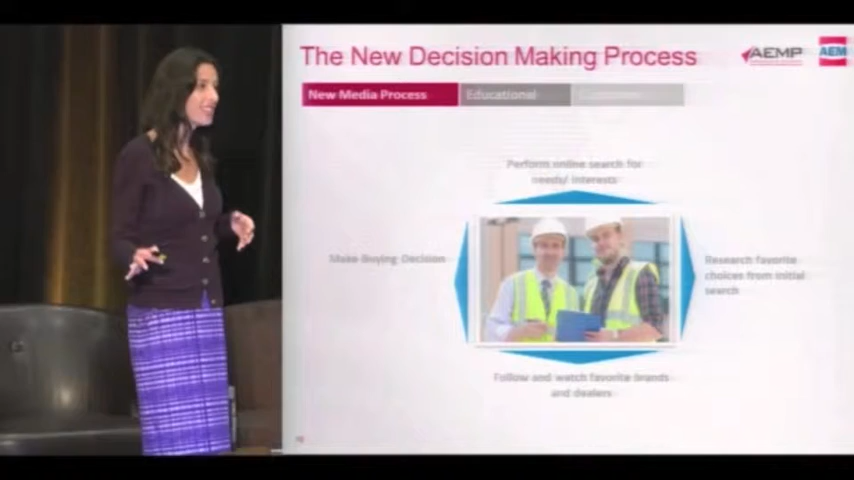 The New Decision Making Process
AEMP
AEM
New Media Process
Educational
Perform online search for
needs/ interests
Make Buying Decision
Research favorite
choices from initial
search
Follow and watch favorite brands
and dealers